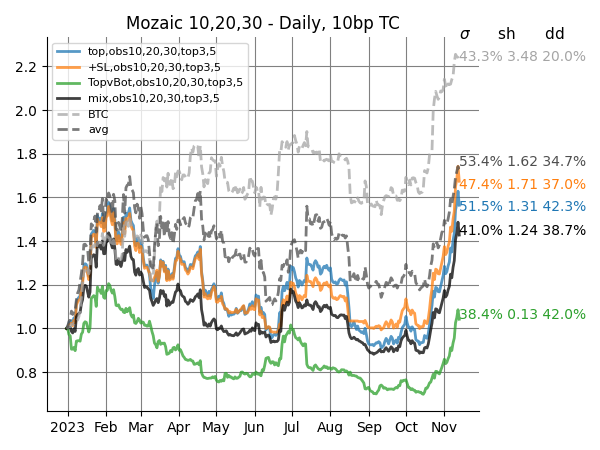 Mozaic 10,20,30 - Daily, 10bp TC
σ sh dd
top,obs10,20,30,top3,5
+SL,obs10,20,30,top3,5
TopvBot,obs10,20,30,top3,5
mix,obs10,20,30,top3,5
BTC
avg
43.3% 3.48 20.0%
53.4% 1.62 34.7%
47.4% 1.71 37.0%
51.5% 1.31 42.3%
41.0% 1.24 38.7%
38.4% 0.13 42.0%
2.2
2.0
1.8
1.6
1.4
1.2
1.0
0.8
2023 Feb Mar Apr May Jun Jul Aug Sep Oct Nov